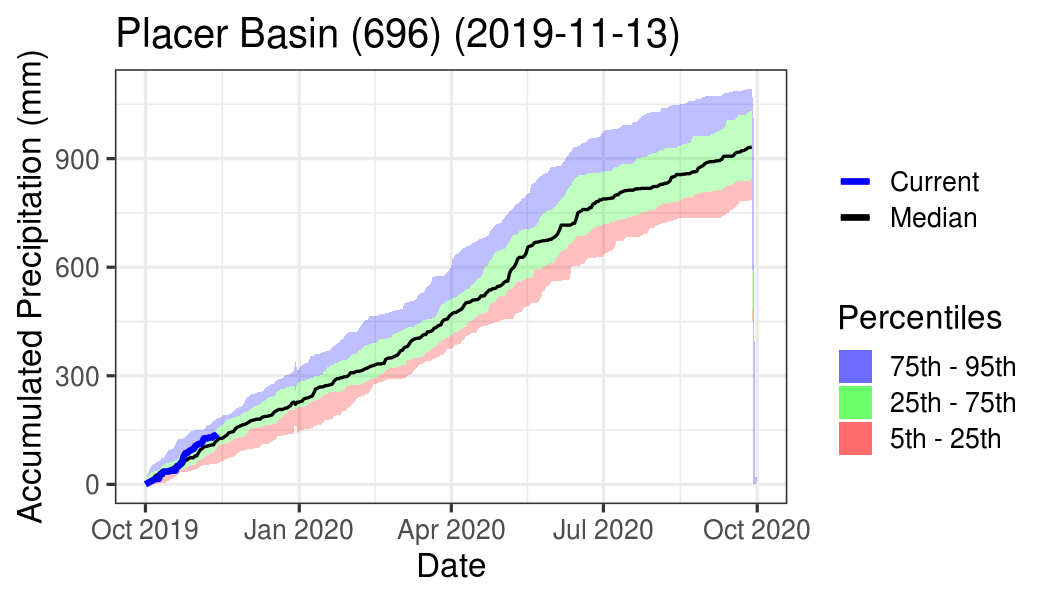 Placer Basin (696) (2019-11-13)
Accumulated Precipitation (mm)
900
600
300
0
Oct 2019
Jan 2020
Apr 2020
Jul 2020
Oct 2020
Date
Current
Median
Percentiles
75th - 95th
25th - 75th
5th - 25th